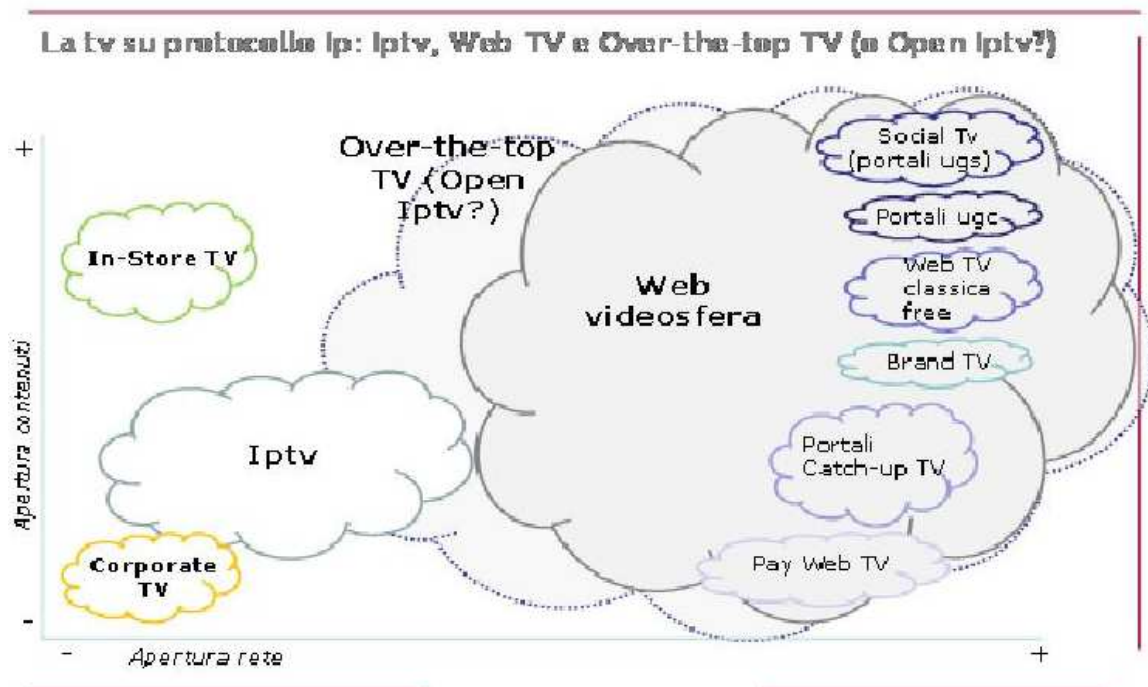 La tv su protocollo Ip: Iptv, Web TV e Over-the-top TV (o Open Iptv?)
+
Over-the-top
TV (Open
Iptv?)
Social Tv
(portali ugs)
Portali ugc
In-Store TV
Web TV
classica
free
Web
videosfera
Brand TV
Apertura contenuti
Iptv
Portali
Catch-up TV
Corporate
TV
Pay Web TV
-
-
Apertura rete
+